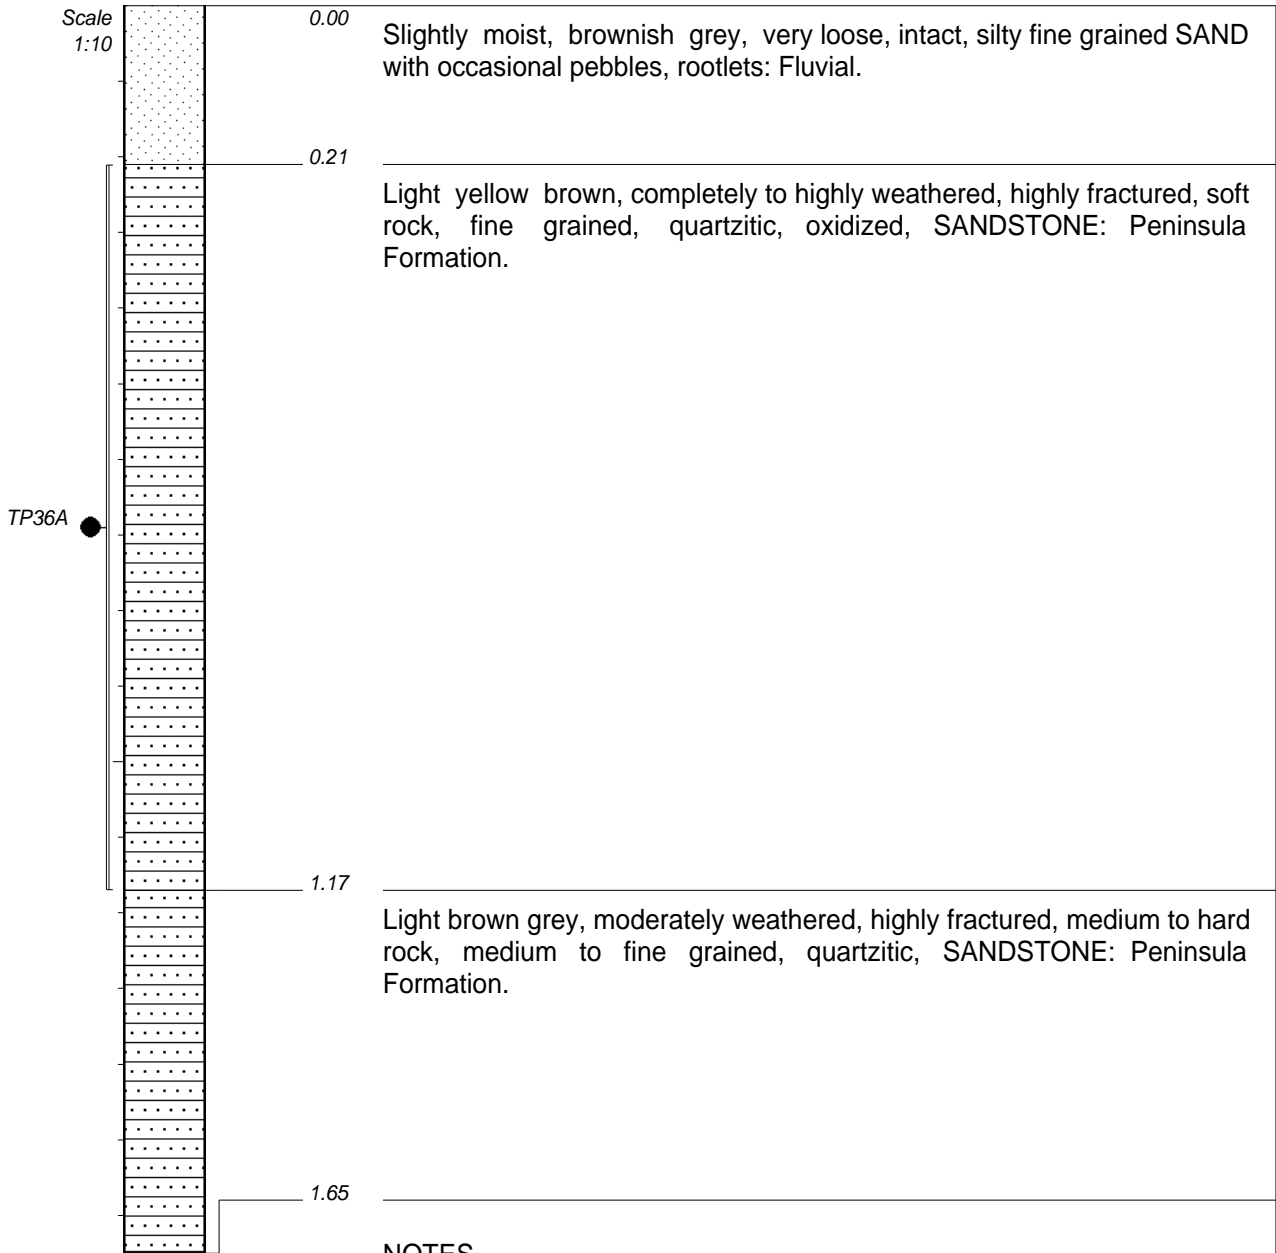 Scale
1:10
0.00
Slightly moist, brownish grey, very loose, intact, silty fine grained SAND
with occasional pebbles, rootlets: Fluvial.
0.21
Light yellow brown, completely to highly weathered, highly fractured, soft
rock, fine grained, quartzitic, oxidized, SANDSTONE: Peninsula
Formation.
TP36A
1.17
Light brown grey, moderately weathered, highly fractured, medium to hard
rock, medium to fine grained, quartzitic, SANDSTONE: Peninsula
Formation.
1.65
NOTES